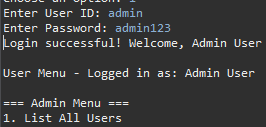 Enter User ID: admin
Enter Password: admin123
Login successful! Welcome, Admin User
User Menu - Logged in as: Admin User
=== Admin Menu ===
1. List All Users